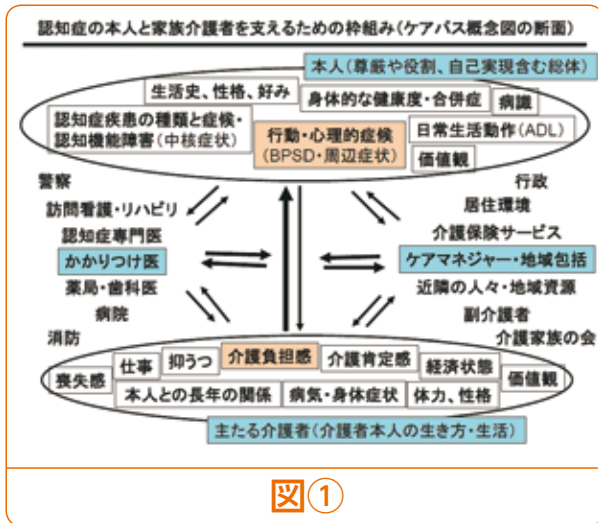 認知症の本人と家族介護者を支えるための枠組み(ケアパス概念図の断面)
本人(尊厳や役割、自己実現含む総体)
生活史、性格、好み
身体的な健康度・合併症
病識
認知症疾患の種類と症候・
認知機能障害(中核症状)
行動・心理的症候
(BPSD・周辺症状)
日常生活動作(ADL)
価値観
警察
訪問看護・リハビリ
認知症専門医
かかりつけ医
薬局・歯科医
病院
消防
行政
居住環境
介護保険サービス
ケアマネジャー・地域包括
近隣の人々・地域資源
副介護者
介護家族の会
喪失感
仕事
抑うつ
介護負担感
介護肯定感
経済状態
価値観
本人との長年の関係
病気・身体症状
体力、性格
主たる介護者(介護者本人の生き方・生活)
図①